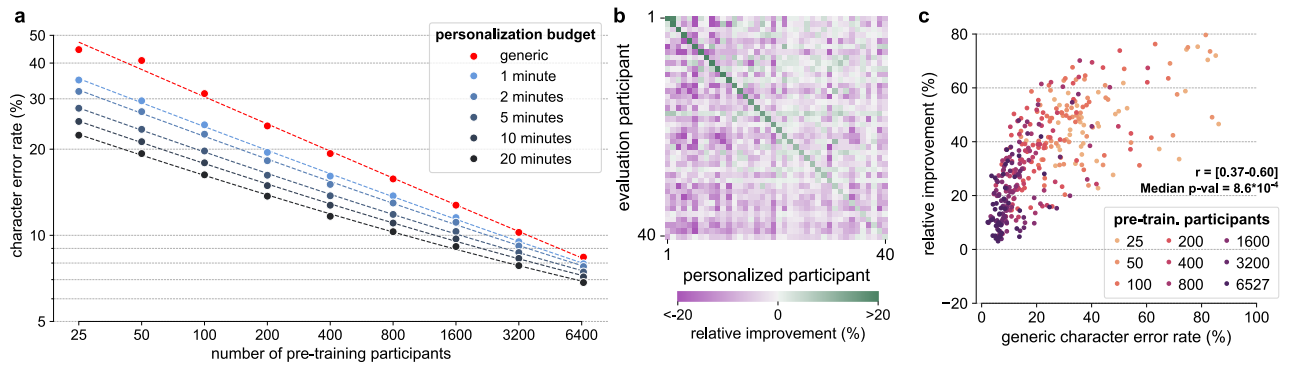 a
50
40
30
20
10
5
character error rate (%)
25
50
100
200
400
800
1600
3200
6400
number of pre-training participants
personalization budget
generic
1 minute
2 minutes
5 minutes
10 minutes
20 minutes
b
1
40
evaluation participant
1
40
personalized participant
<-20
0
>20
relative improvement (%)
c
80
60
40
20
0
−20
relative improvement (%)
0
20
40
60
80
100
generic character error rate (%)
r = [0.37-0.60]
Median p-val = 8.6*10⁻⁴
pre-train. participants
25 200 1600
50 400 3200
100 800 6527